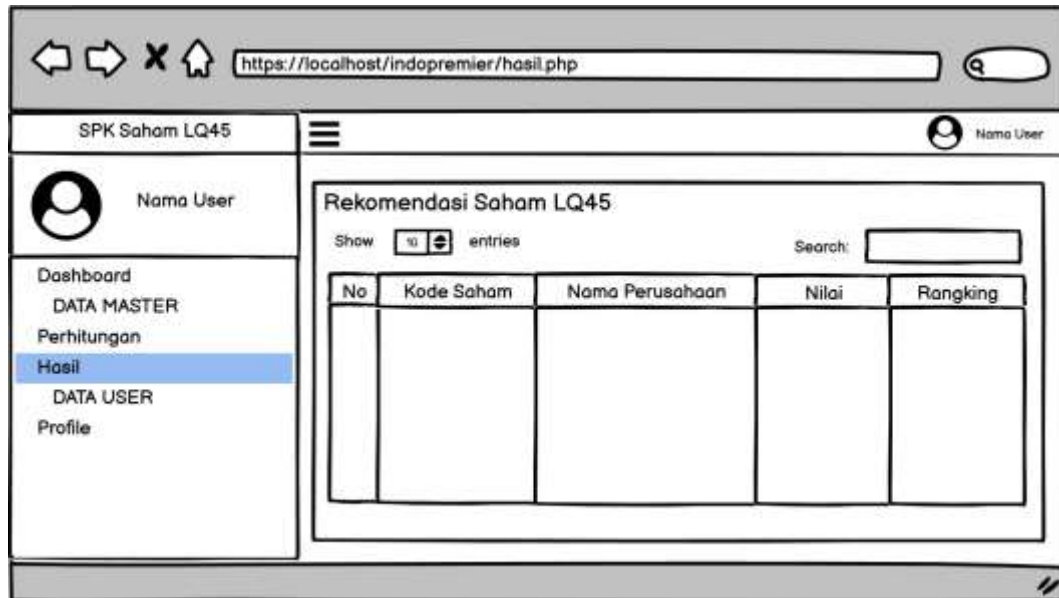 https://localhost/indopremier/hasil.php
SPK Saham LQ45
Nama User
Nama User
Dashboard
DATA MASTER
Perhitungan
Hasil
DATA USER
Profile
Rekomendasi Saham LQ45
Show 10 entries Search:
No Kode Saham Nama Perusahaan Nilai Rangking